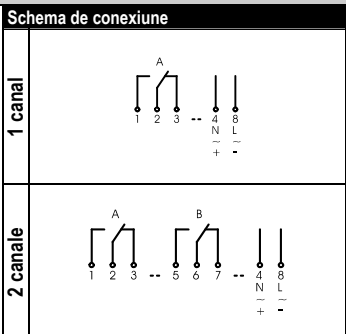 Schema de conexiune
1 canal
A
1 2 3 -- 4 8
N L
~ ~
+ -
2 canale
A B
1 2 3 -- 5 6 7 -- 4 8
N L
~ ~
+ -